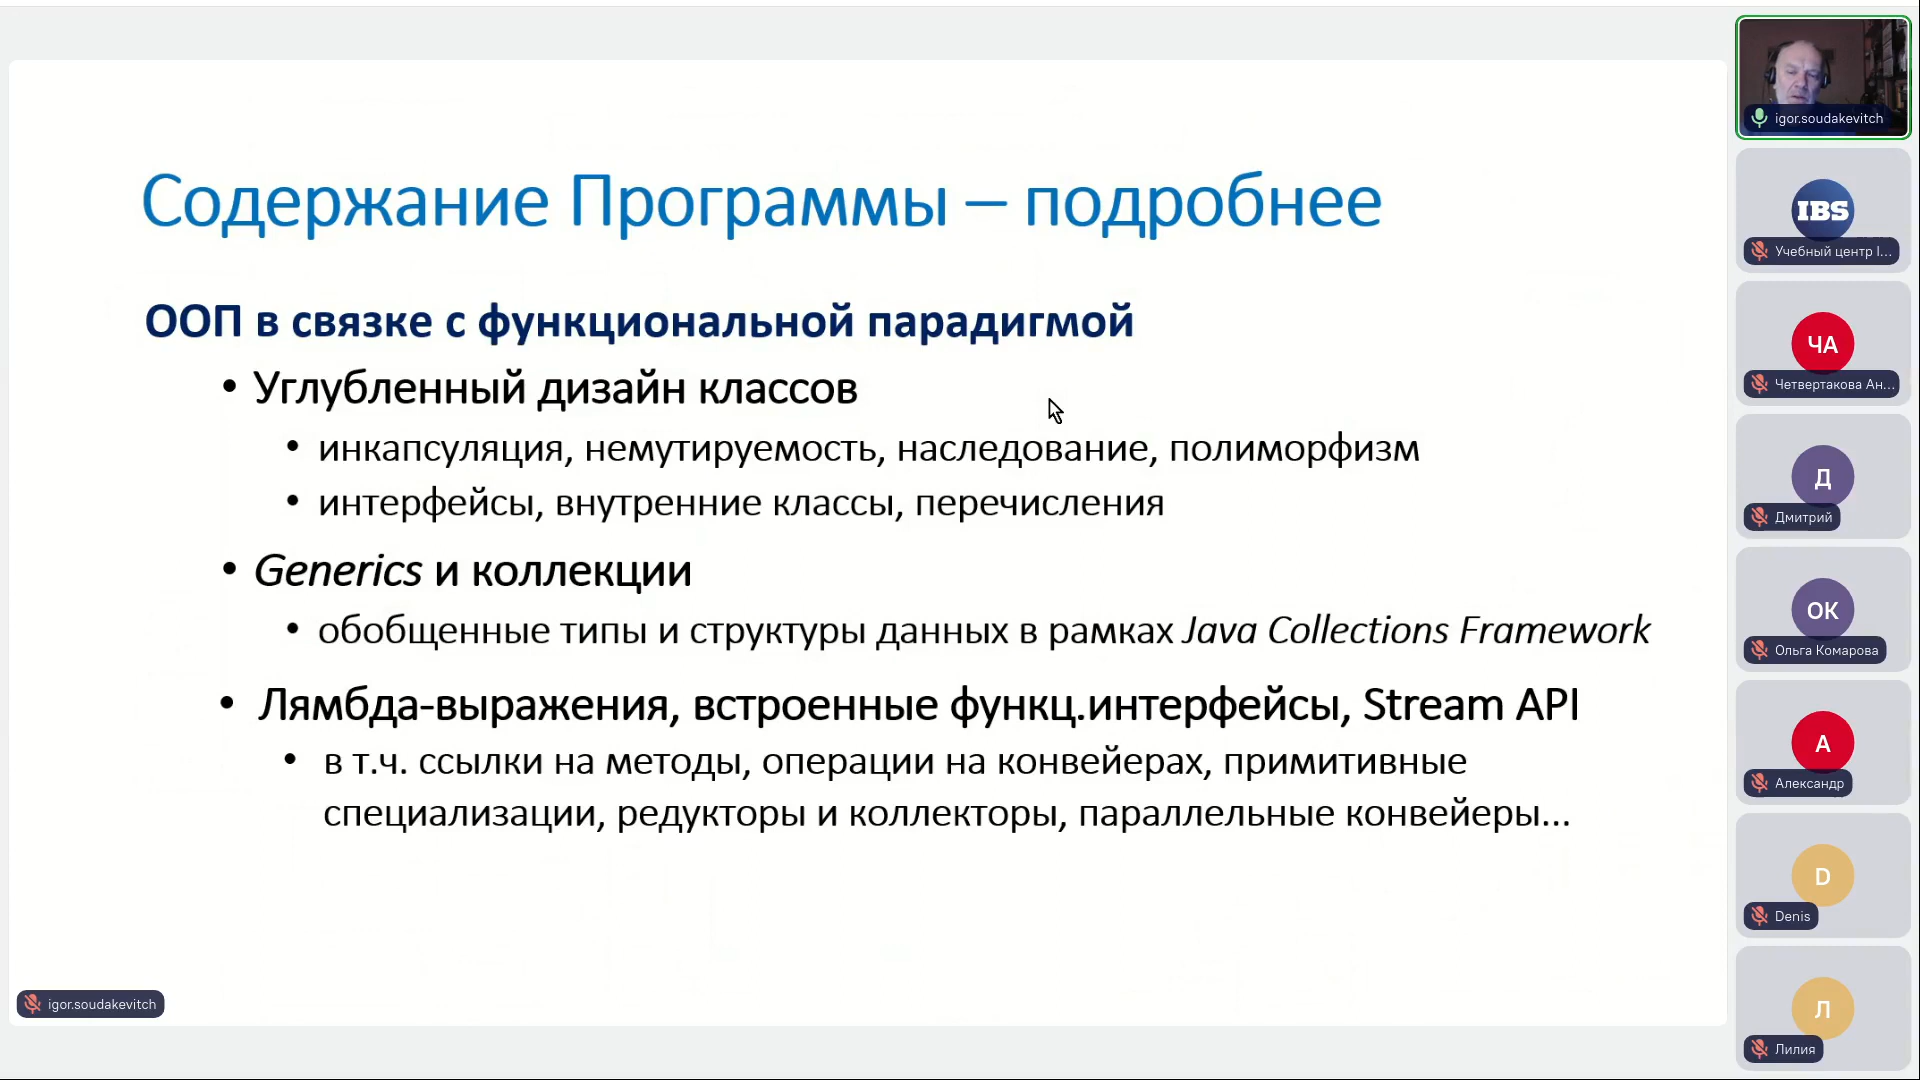 Содержание Программы – подробнее
ООП в связке с функциональной парадигмой
• Углубленный дизайн классов
• инкапсуляция, немутируемость, наследование, полиморфизм
• интерфейсы, внутренние классы, перечисления
• Generics и коллекции
• обобщенные типы и структуры данных в рамках Java Collections Framework
• Лямбда-выражения, встроенные функц.интерфейсы, Stream API
• в т.ч. ссылки на методы, операции на конвейерах, примитивные
специализации, редукторы и коллекторы, параллельные конвейеры...
igor.soudakevitch
igor.soudakevitch
IBS
Учебный центр I...
ЧА
Четвертакова Ан...
Д
Дмитрий
ОК
Ольга Комарова
А
Александр
D
Denis
Л
Лилия